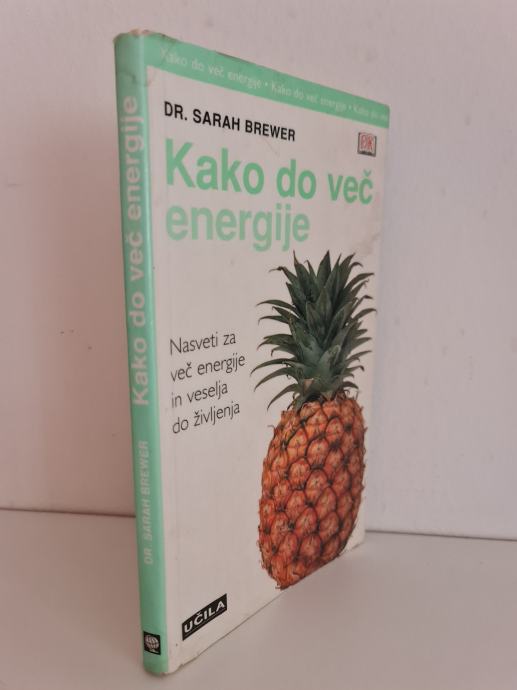 Kako do več energije • Kako do več energije • Kako do več
DR. SARAH BREWER
DK
Kako do več
energije
Nasveti za
več energije
in veselja
do življenja
UČILA
DR. SARAH BREWER Kako do več energije